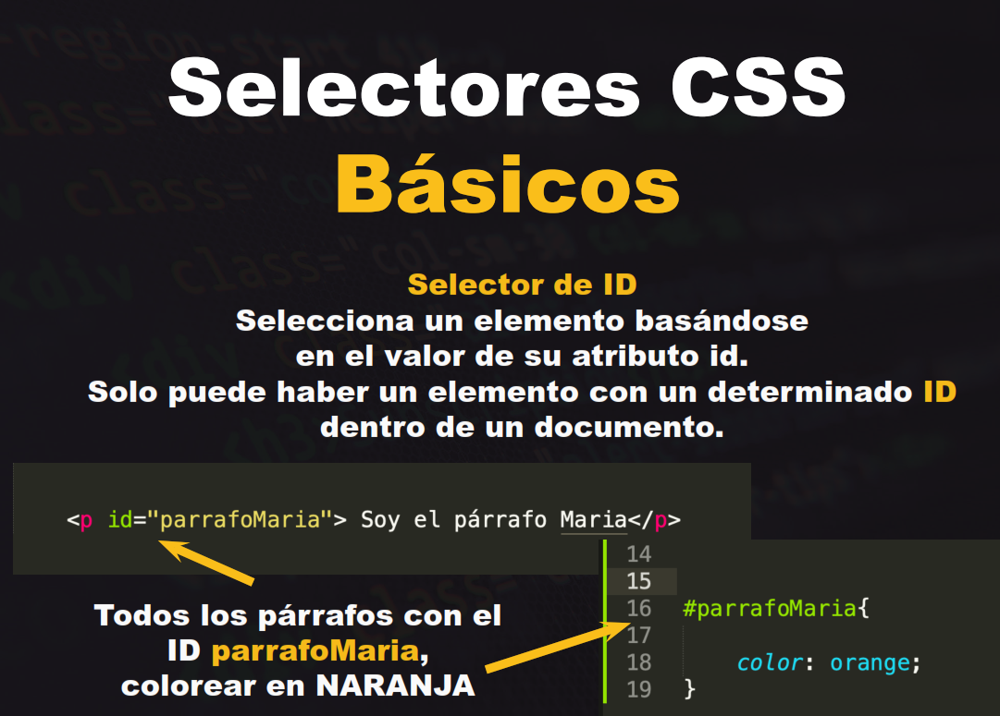 Selectores CSS
Básicos
Selector de ID
Selecciona un elemento basándose
en el valor de su atributo id.
Solo puede haber un elemento con un determinado ID
dentro de un documento.
<p id="parrafoMaria"> Soy el párrafo Maria</p>
Todos los párrafos con el
ID parrafoMaria,
colorear en NARANJA
14
15
16 #parrafoMaria{
17
18 color: orange;
19 }